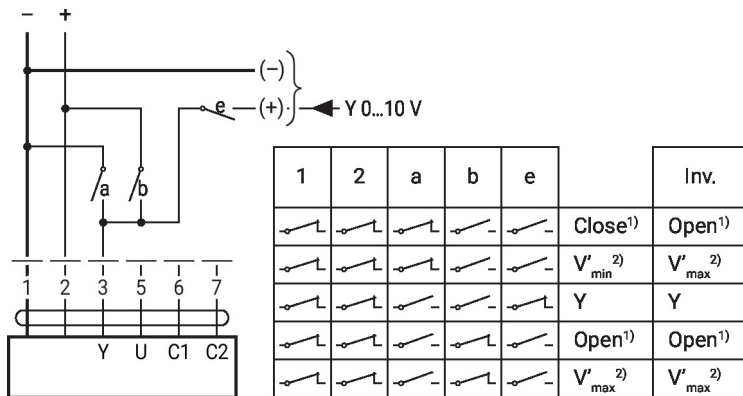 − +
(−)
e (+) Y 0...10 V
a b
1 2 3 5 6 7
Y U C1 C2
1 2 a b e Inv.
Close¹⁾ Open¹⁾
V'min²⁾ V'max²⁾
Y Y
Open¹⁾ Open¹⁾
V'max²⁾ V'max²⁾